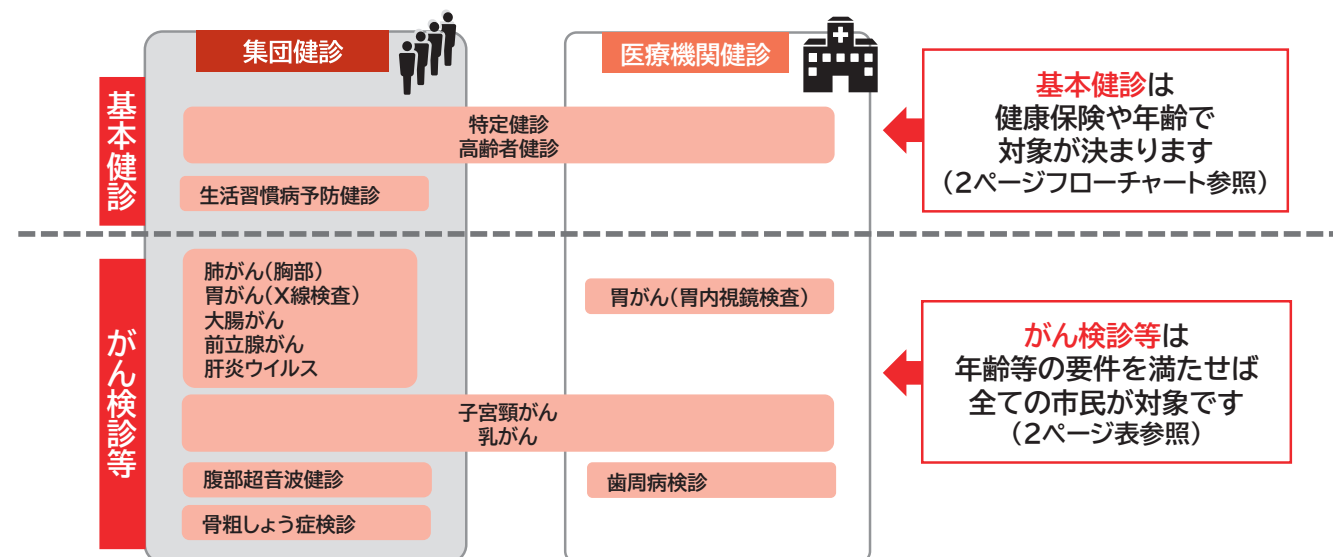 集団健診
医療機関健診
基本健診
特定健診
高齢者健診
生活習慣病予防健診
基本健診は
健康保険や年齢で
対象が決まります
（2ページフローチャート参照）
がん検診等
肺がん（胸部）
胃がん（X線検査）
大腸がん
前立腺がん
肝炎ウイルス
胃がん（胃内視鏡検査）
子宮頸がん
乳がん
腹部超音波健診
歯周病検診
骨粗しょう症検診
がん検診等は
年齢等の要件を満たせば
全ての市民が対象です
（2ページ表参照）